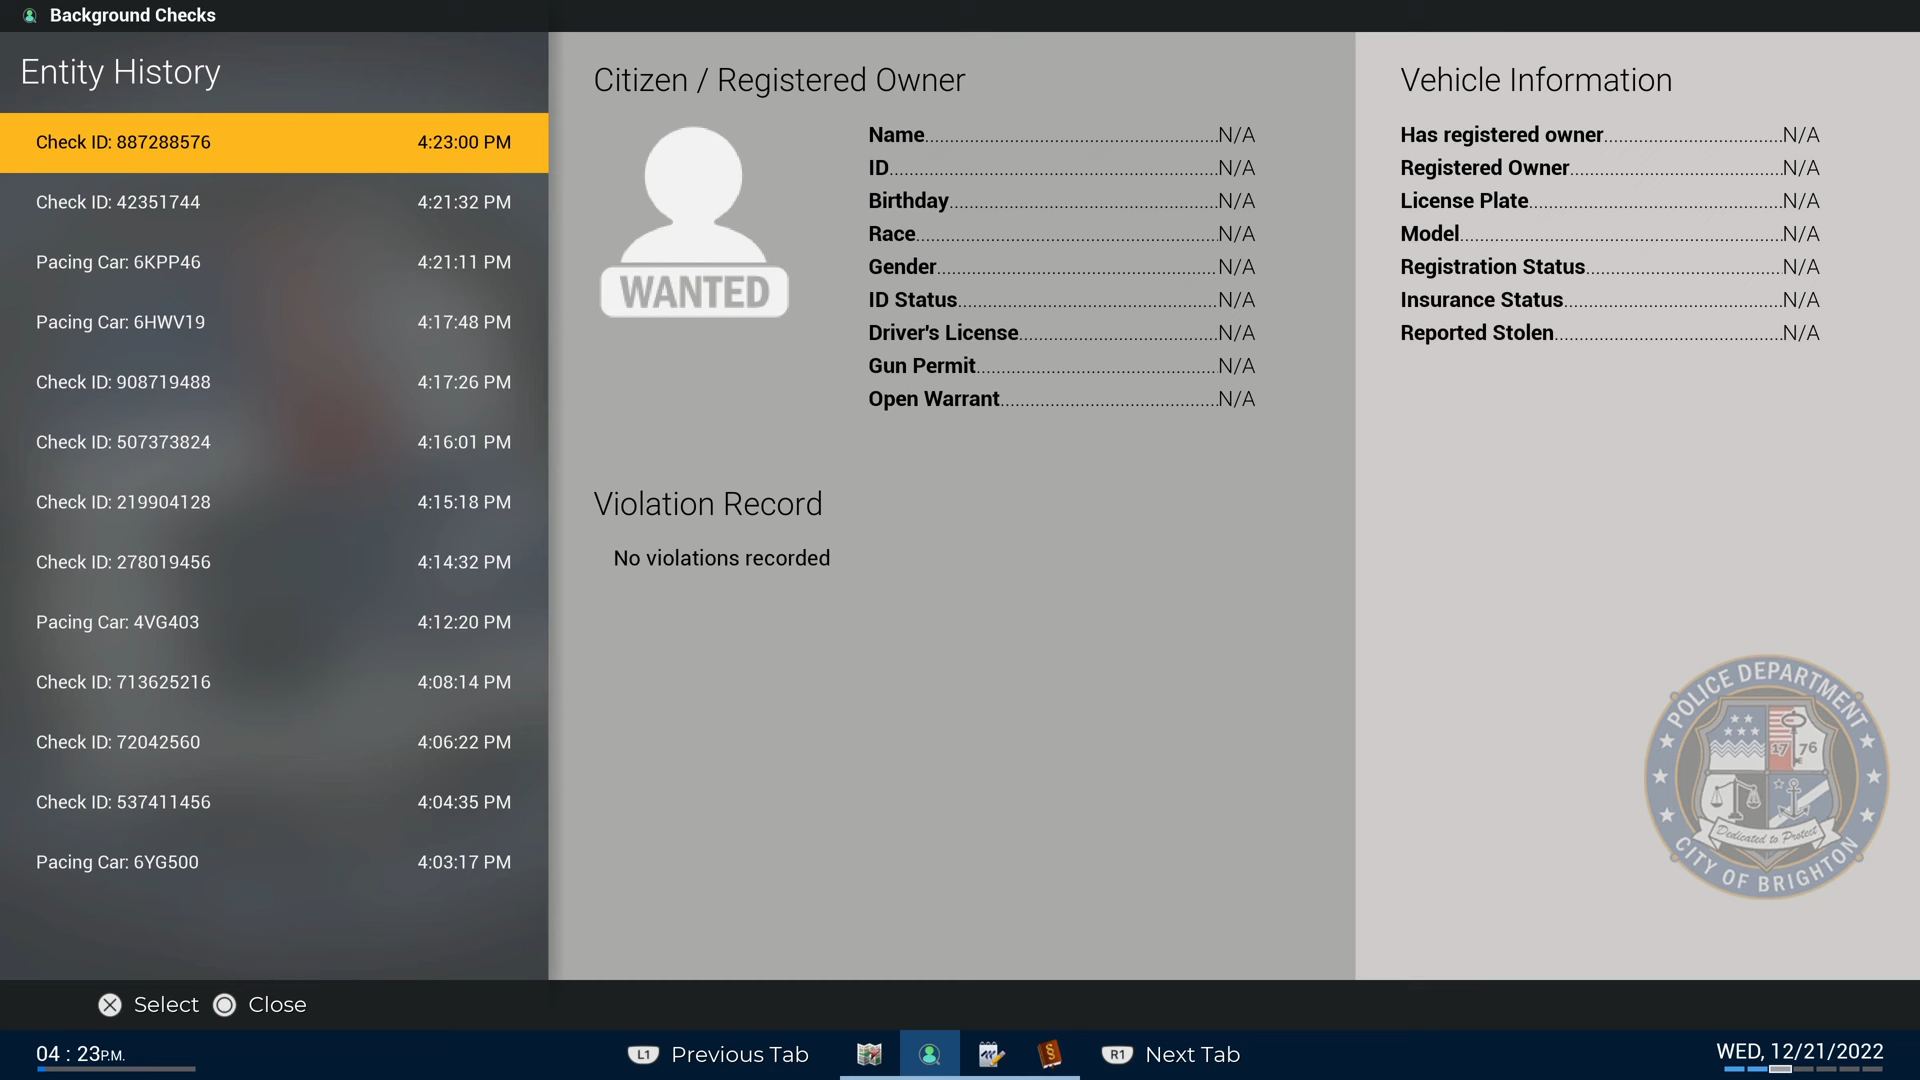 Background Checks
Entity History
Check ID: 887288576 4:23:00 PM
Check ID: 42351744 4:21:32 PM
Pacing Car: 6KPP46 4:21:11 PM
Pacing Car: 6HWV19 4:17:48 PM
Check ID: 908719488 4:17:26 PM
Check ID: 507373824 4:16:01 PM
Check ID: 219904128 4:15:18 PM
Check ID: 278019456 4:14:32 PM
Pacing Car: 4VG403 4:12:20 PM
Check ID: 713625216 4:08:14 PM
Check ID: 72042560 4:06:22 PM
Check ID: 537411456 4:04:35 PM
Pacing Car: 6YG500 4:03:17 PM
Citizen / Registered Owner
WANTED
Name N/A
ID N/A
Birthday N/A
Race N/A
Gender N/A
ID Status N/A
Driver's License N/A
Gun Permit N/A
Open Warrant N/A
Violation Record
No violations recorded
Vehicle Information
Has registered owner N/A
Registered Owner N/A
License Plate N/A
Model N/A
Registration Status N/A
Insurance Status N/A
Reported Stolen N/A
POLICE DEPARTMENT
17 76
Dedicated to Protect
CITY OF BRIGHTON
Select Close
04 : 23 P.M.
L1 Previous Tab
§
R1 Next Tab
WED, 12/21/2022